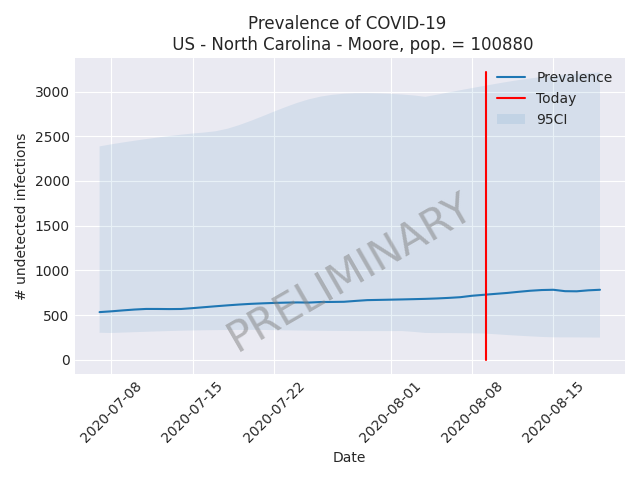 Prevalence of COVID-19
US - North Carolina - Moore, pop. = 100880
Prevalence
Today
95CI
# undetected infections
3000
2500
2000
1500
1000
500
0
PRELIMINARY
2020-07-08
2020-07-15
2020-07-22
2020-08-01
2020-08-08
2020-08-15
Date